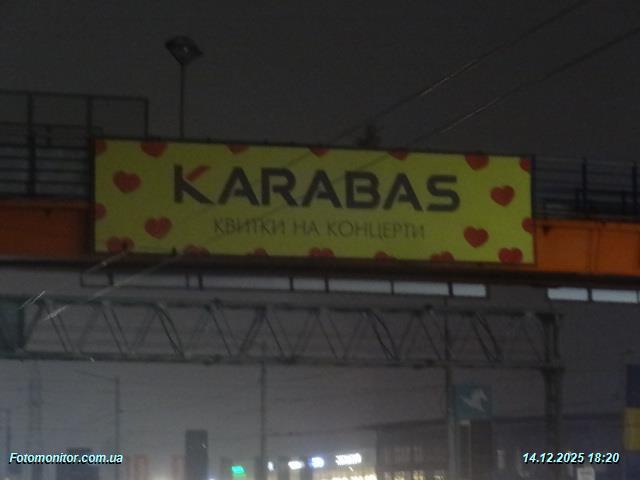 KARABAS
КВИТКИ НА КОНЦЕРТИ
Fotomonitor.com.ua
14.12.2025 18:20